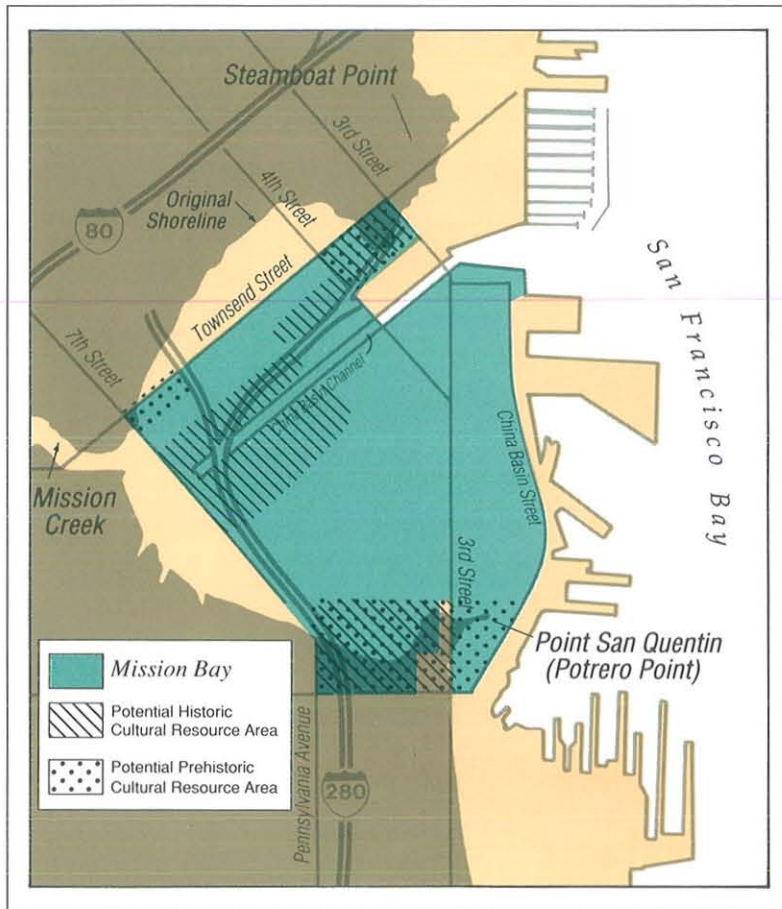 Steamboat Point
3rd Street
4th Street
Original
Shoreline
80
Townsend Street
7th Street
San Francisco Bay
China Basin Channel
China Basin Street
Mission
Creek
3rd Street
Point San Quentin
(Potrero Point)
Mission Bay
Potential Historic
Cultural Resource Area
Potential Prehistoric
Cultural Resource Area
Pennsylvania Avenue
280